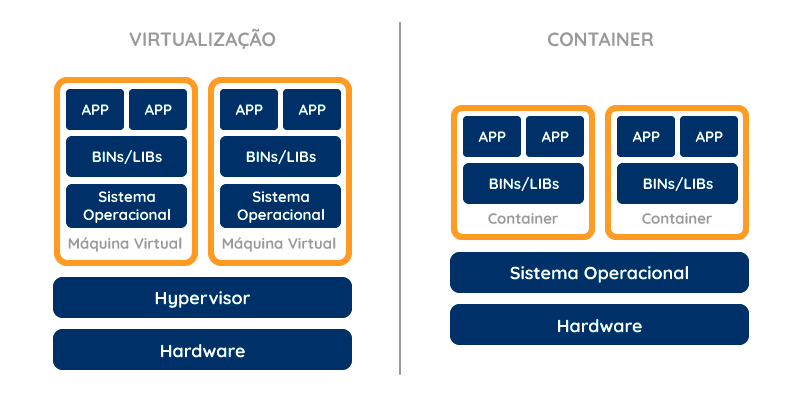 VIRTUALIZAÇÃO
APP APP
BINs/LIBs
Sistema
Operacional
Máquina Virtual
APP APP
BINs/LIBs
Sistema
Operacional
Máquina Virtual
Hypervisor
Hardware
CONTAINER
APP APP
BINs/LIBs
Container
APP APP
BINs/LIBs
Container
Sistema Operacional
Hardware